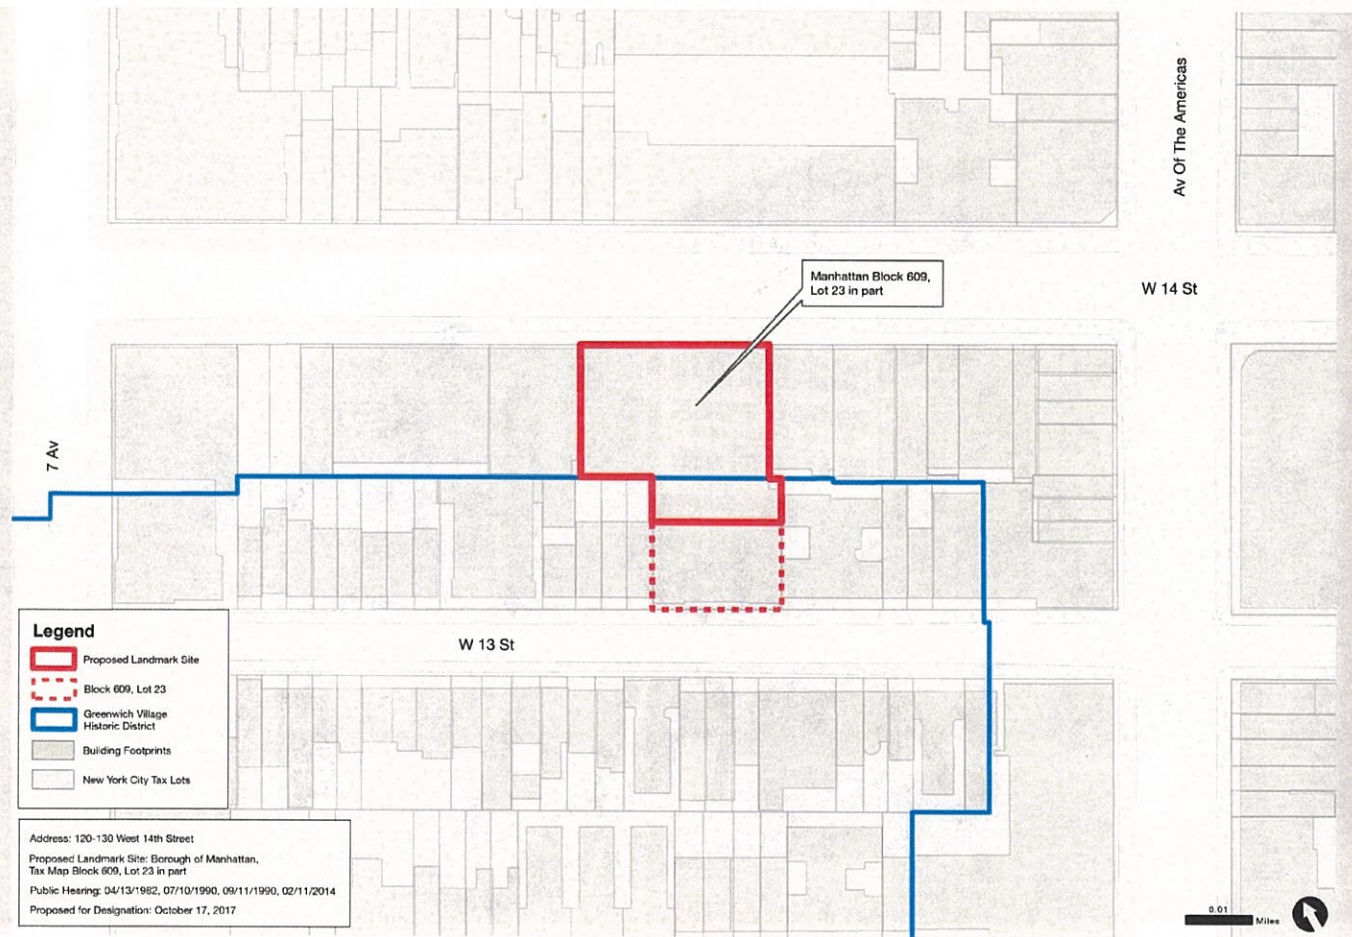 Av Of The Americas
Manhattan Block 609,
Lot 23 in part
W 14 St
7 Av
W 13 St
Legend
Proposed Landmark Site
Block 609, Lot 23
Greenwich Village
Historic District
Building Footprints
New York City Tax Lots
Address: 120-130 West 14th Street
Proposed Landmark Site: Borough of Manhattan,
Tax Map Block 609, Lot 23 in part
Public Hearing: 04/13/1982, 07/10/1990, 09/11/1990, 02/11/2014
Proposed for Designation: October 17, 2017
0.01
Miles